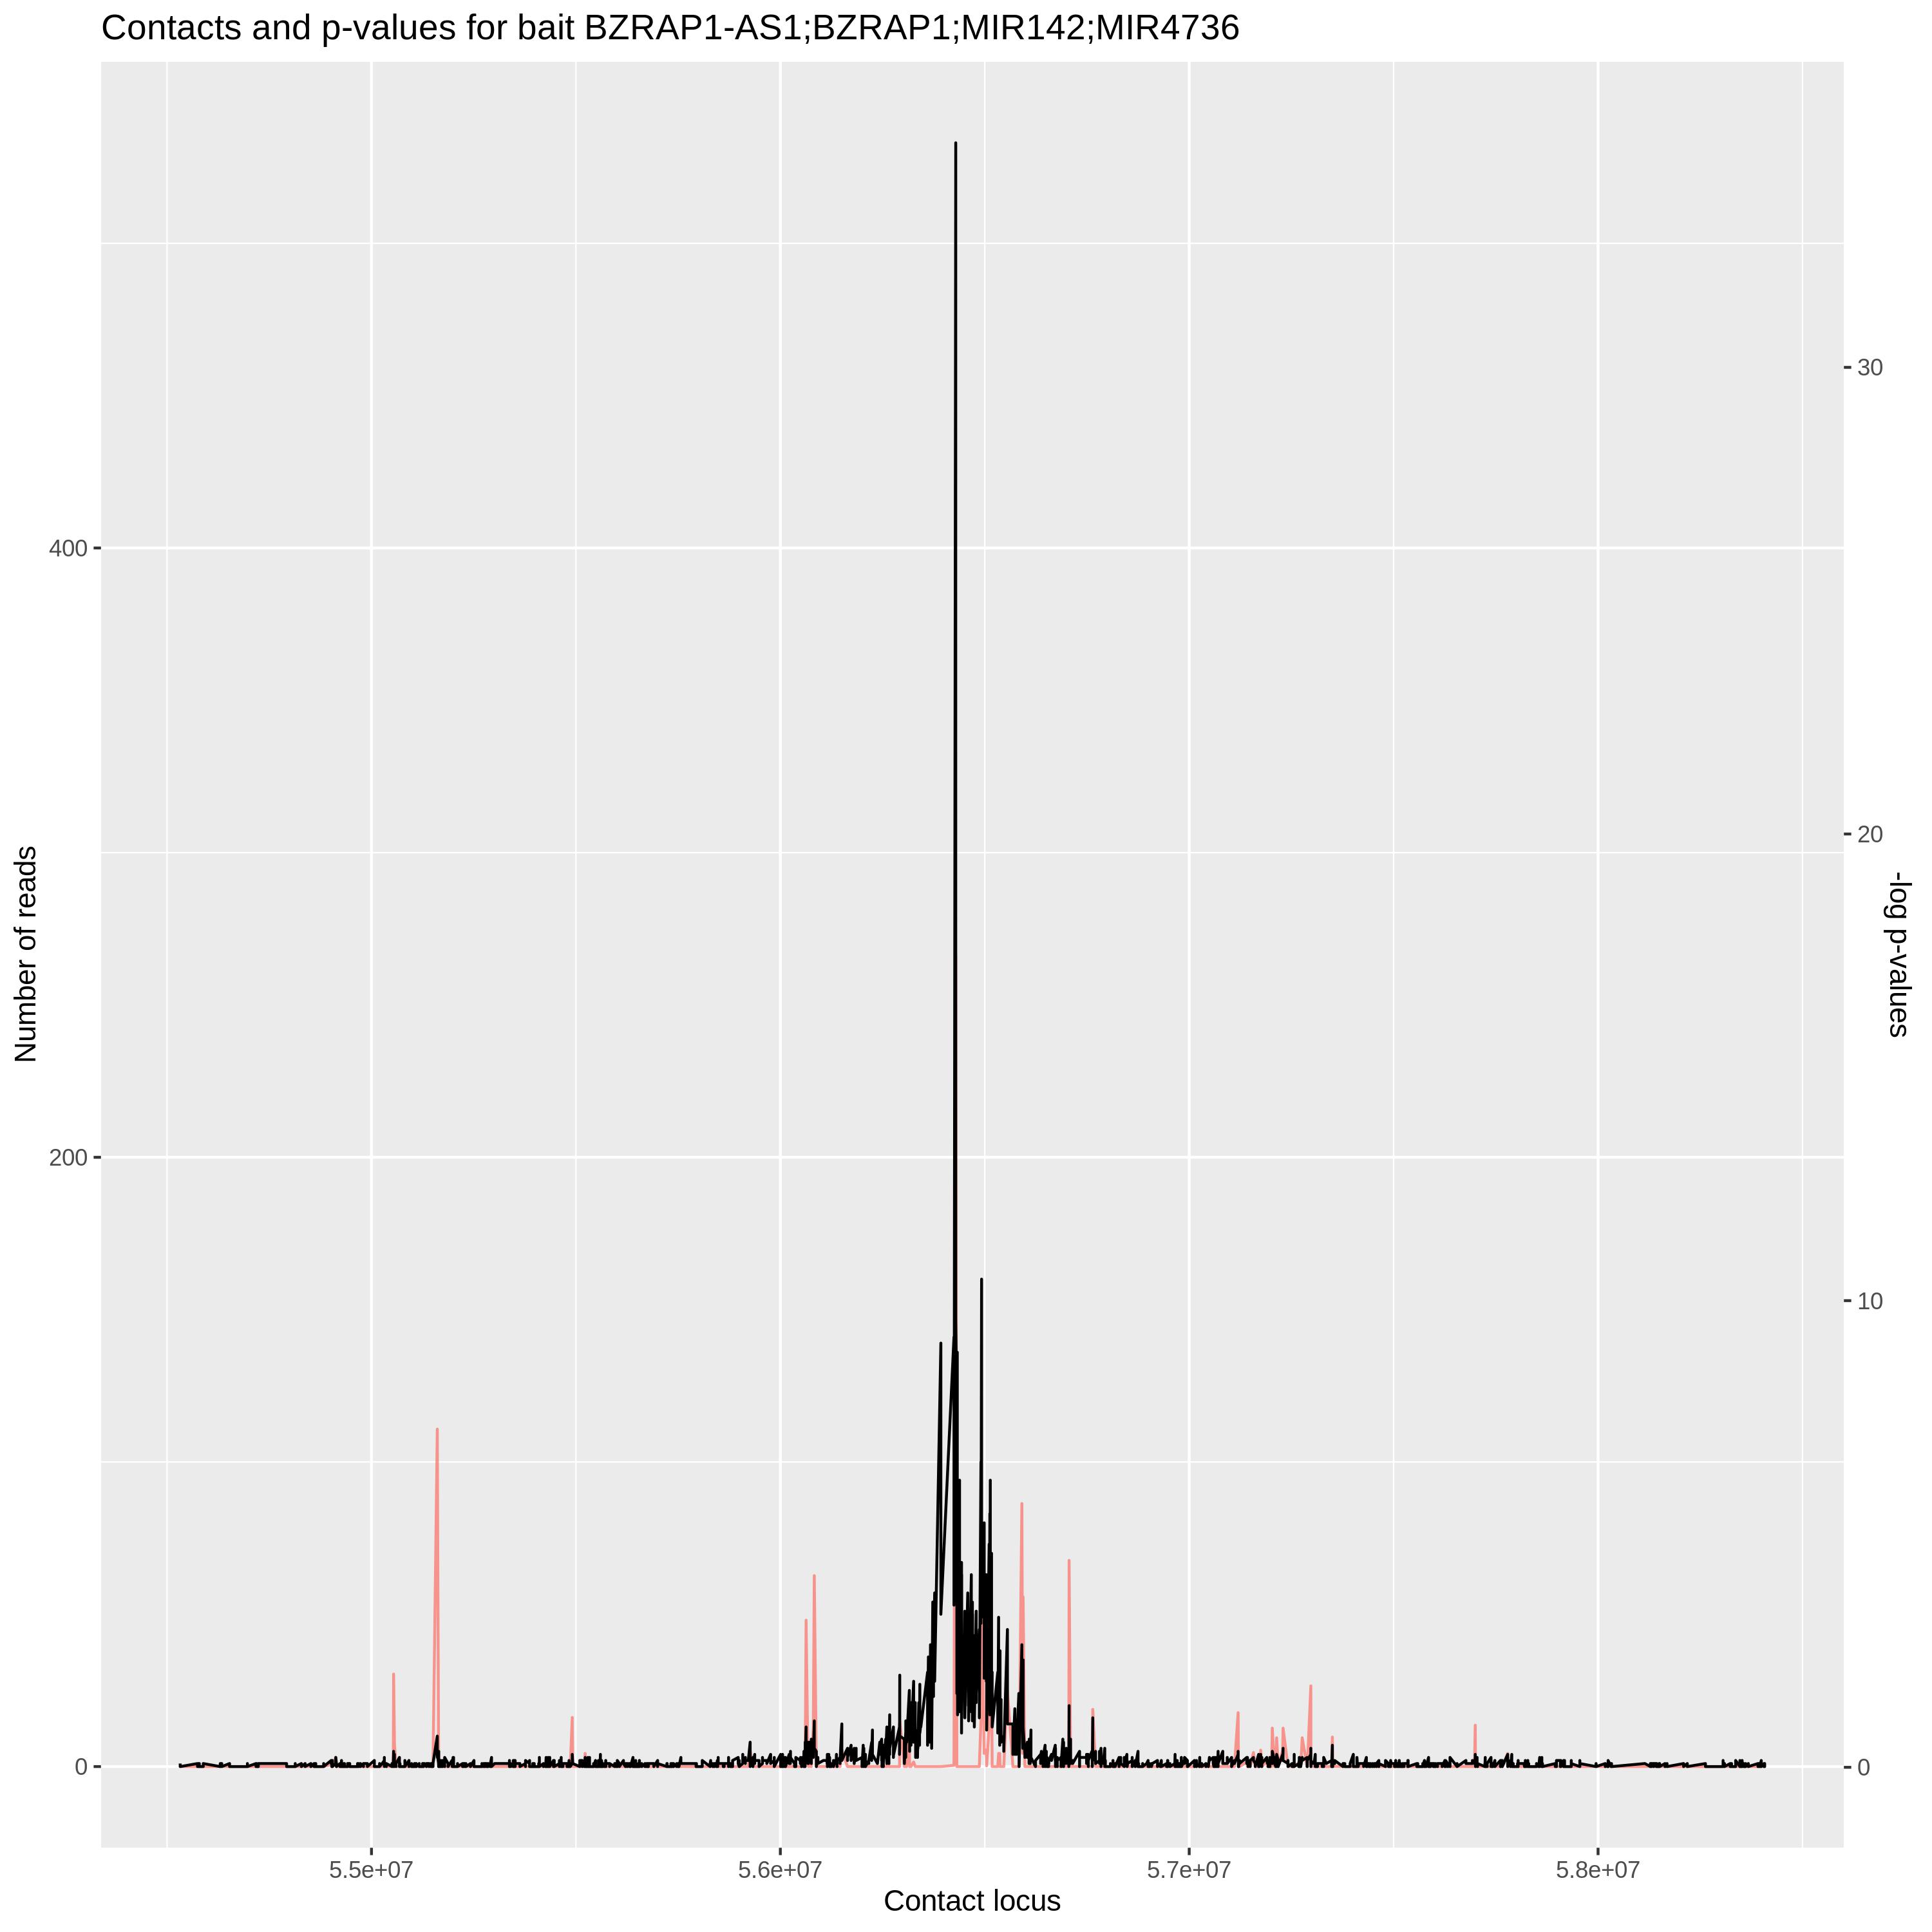 Contacts and p-values for bait BZRAP1-AS1;BZRAP1;MIR142;MIR4736
Number of reads
400
200
0
30
20
10
0
-log p-values
5.5e+07
5.6e+07
5.7e+07
5.8e+07
Contact locus